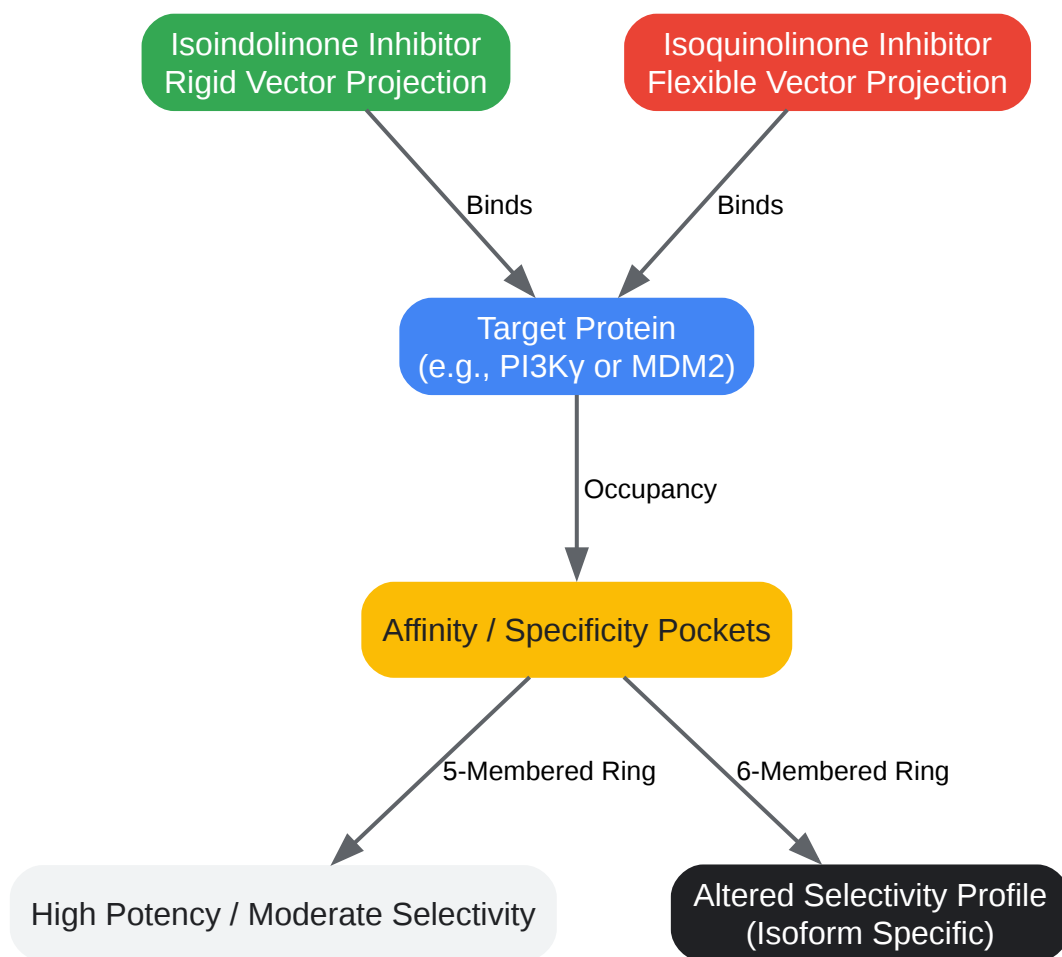 Isoindolinone Inhibitor
Rigid Vector Projection
Isoquinolinone Inhibitor
Flexible Vector Projection
Binds
Binds
Target Protein
(e.g., PI3Kγ or MDM2)
Occupancy
Affinity / Specificity Pockets
5-Membered Ring
6-Membered Ring
High Potency / Moderate Selectivity
Altered Selectivity Profile
(Isoform Specific)